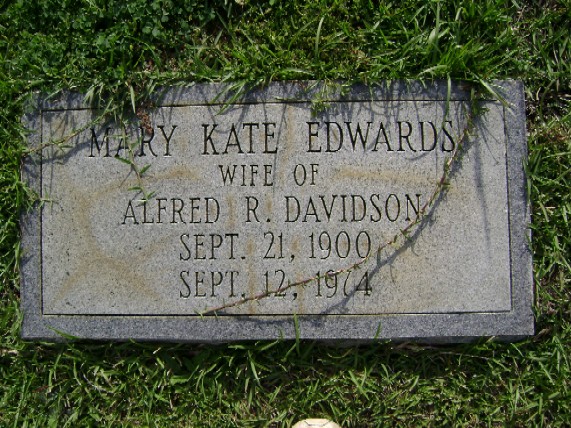 MARY KATE EDWARDS
WIFE OF
ALFRED R. DAVIDSON
SEPT. 21, 1900
SEPT. 12, 1974